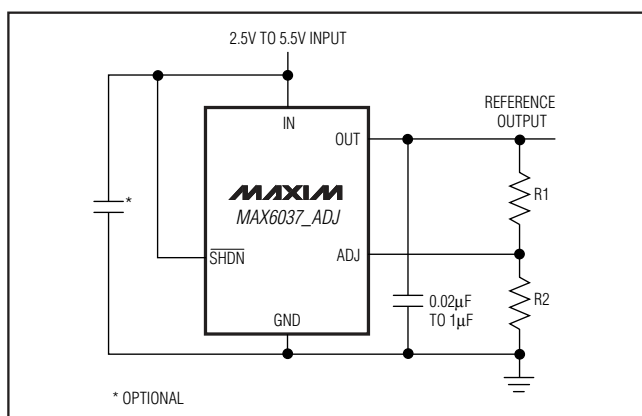 2.5V TO 5.5V INPUT
REFERENCE
OUTPUT
IN
OUT
R1
MAXIM
MAX6037_ADJ
*
SHDN
ADJ
0.02µF
TO 1µF
R2
GND
* OPTIONAL